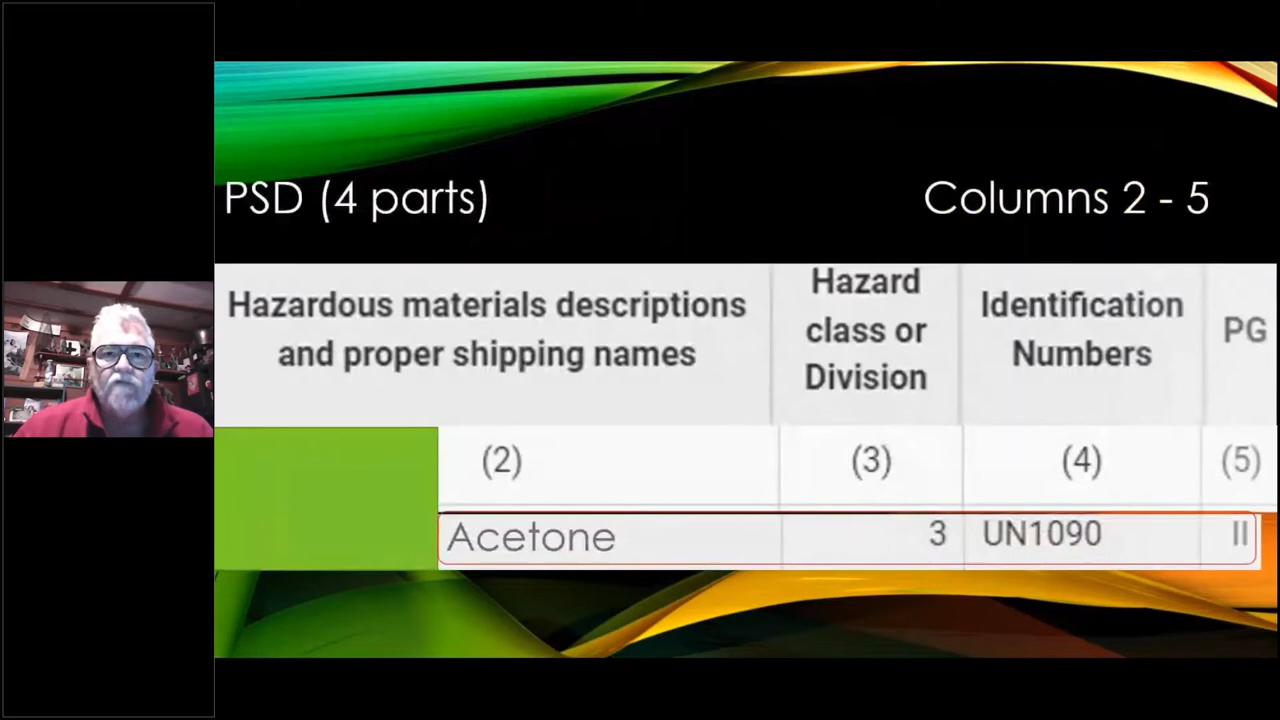 PSD (4 parts)
Columns 2 - 5
Hazardous materials descriptions
and proper shipping names
Hazard
class or
Division
Identification
Numbers
PG
(2)
(3)
(4)
(5)
Acetone
3
UN1090
II